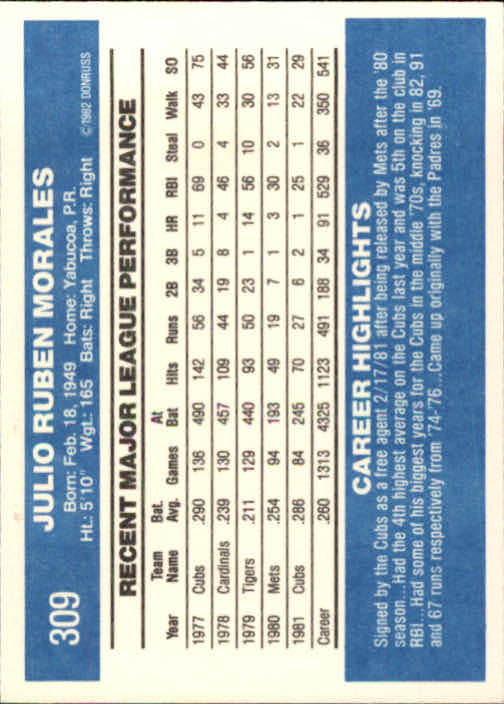 309
JULIO RUBEN MORALES
Born: Feb. 18, 1949 Home: Yabucoa, P.R.
Ht.: 5'10" Wgt.: 165 Bats: Right Throws: Right ©1982 DONRUSS
RECENT MAJOR LEAGUE PERFORMANCE
Team Bat. At
Year Name Avg. Games Bat Hits Runs 2B 3B HR RBI Steal Walk SO
1977 Cubs .290 136 490 142 56 34 5 11 69 0 43 75
1978 Cardinals .239 130 457 109 44 19 8 4 46 4 33 44
1979 Tigers .211 129 440 93 50 23 1 14 56 10 30 56
1980 Mets .254 94 193 49 19 7 1 3 30 2 13 31
1981 Cubs .286 84 245 70 27 6 2 1 25 1 22 29
Career .260 1313 4325 1123 491 188 34 91 529 36 350 541
CAREER HIGHLIGHTS
Signed by the Cubs as a free agent 2/17/81 after being released by Mets after the '80
season...Had the 4th highest average on the Cubs last year and was 5th on the club in
RBI...Had some of his biggest years for the Cubs in the middle '70s, knocking in 82, 91
and 67 runs respectively from '74-'76...Came up originally with the Padres in '69.